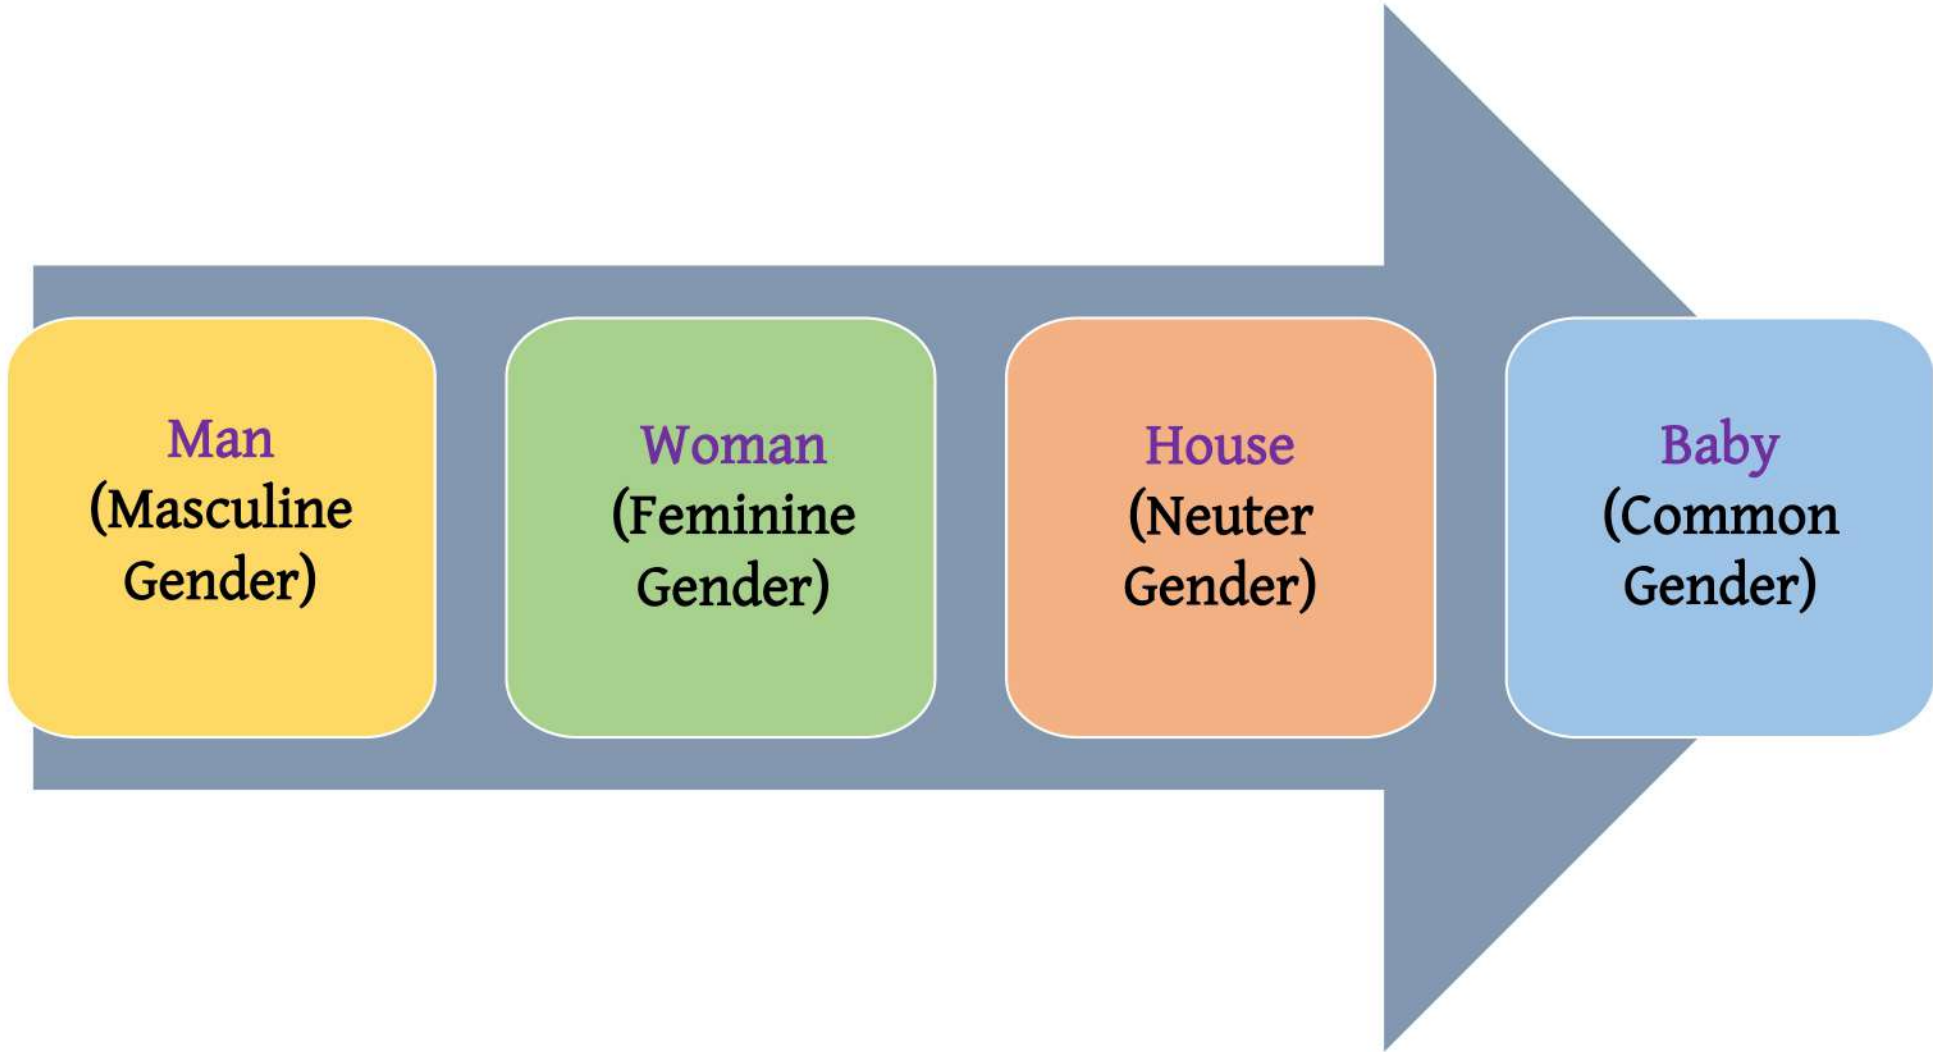 Man
(Masculine
Gender)
Woman
(Feminine
Gender)
House
(Neuter
Gender)
Baby
(Common
Gender)